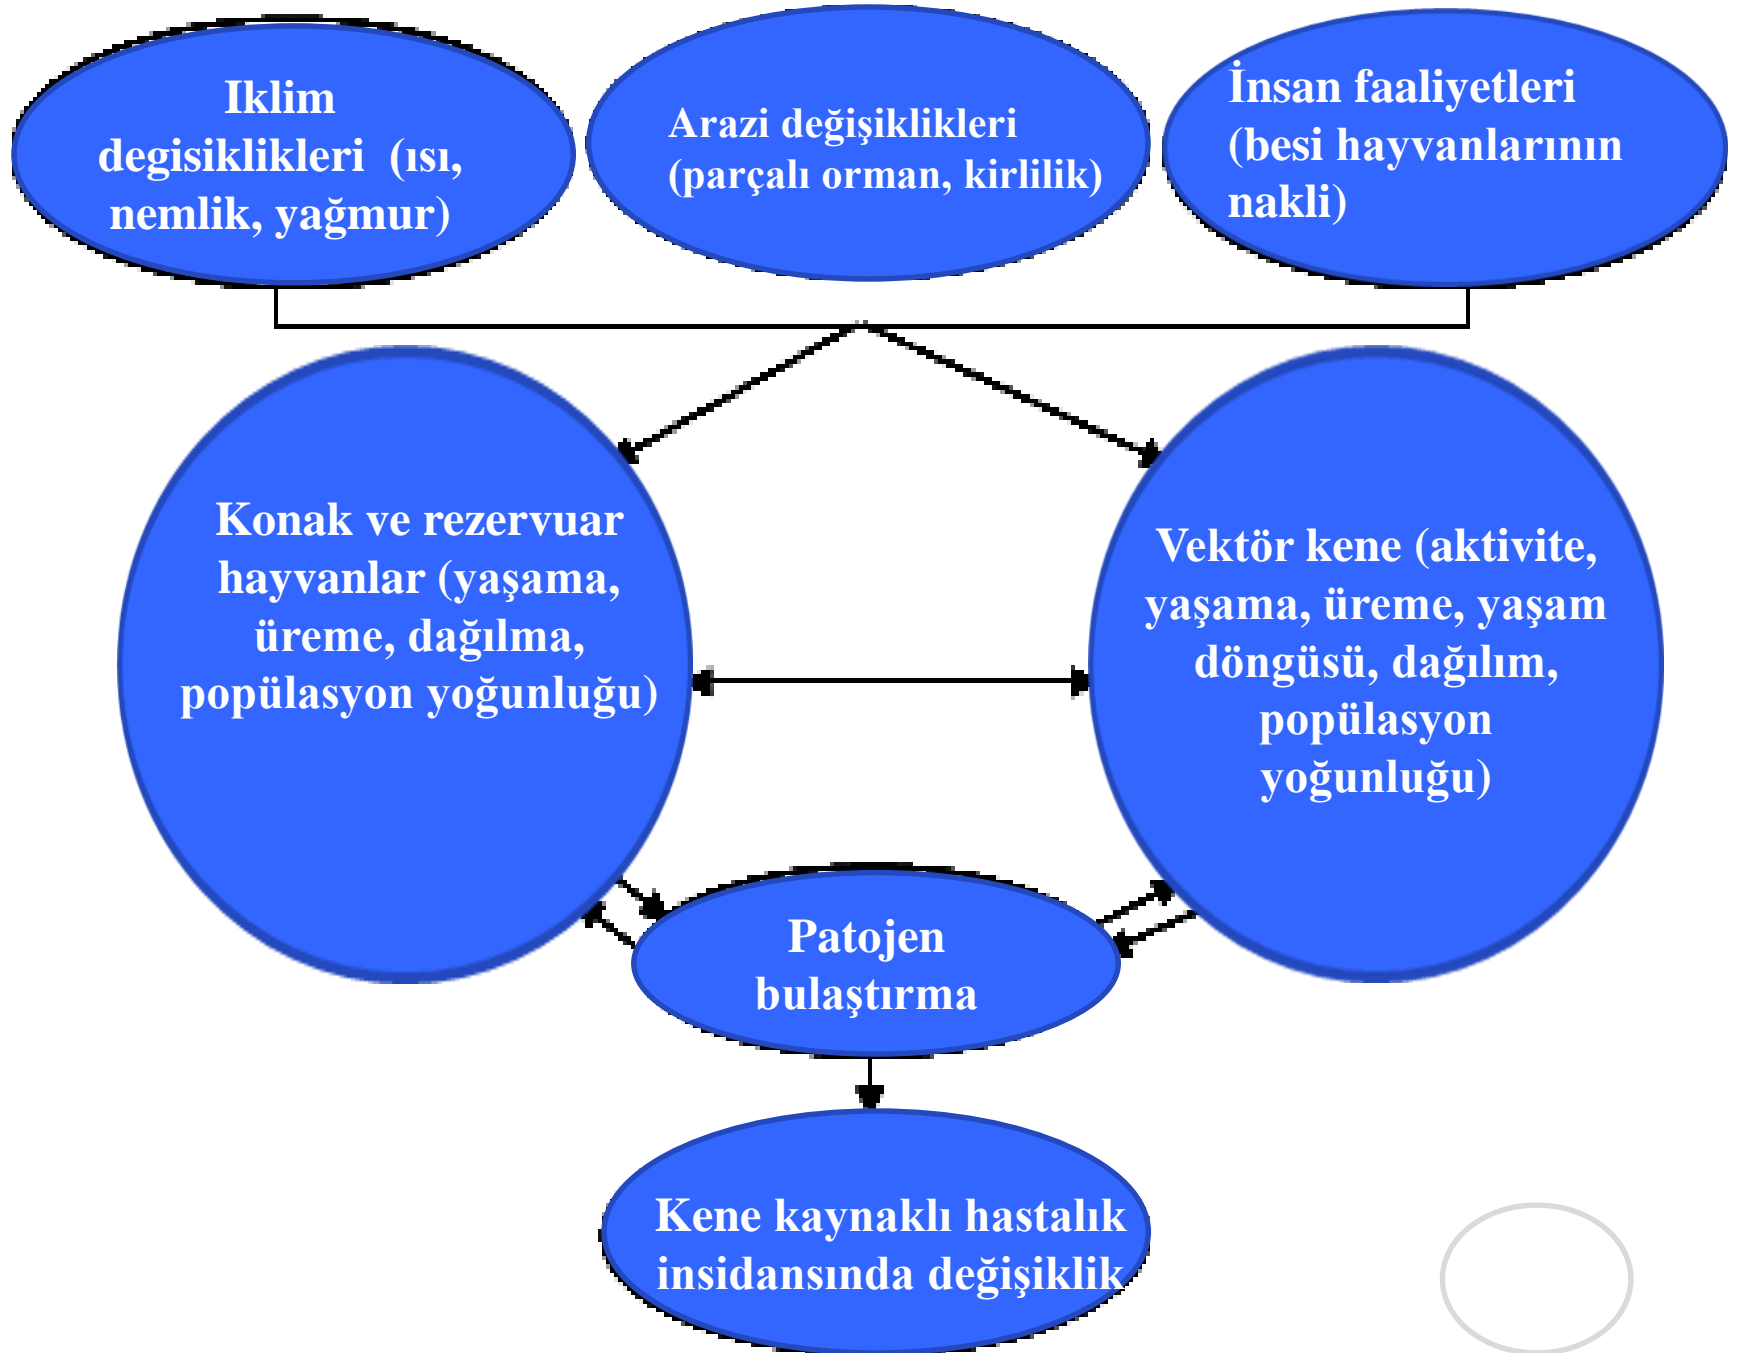 Iklim
degisiklikleri (ısı,
nemlik, yağmur)
Arazi değişiklikleri
(parçalı orman, kirlilik)
İnsan faaliyetleri
(besi hayvanlarının
nakli)
Konak ve rezervuar
hayvanlar (yaşama,
üreme, dağılma,
popülasyon yoğunluğu)
Vektör kene (aktivite,
yaşama, üreme, yaşam
döngüsü, dağılım,
popülasyon
yoğunluğu)
Patojen
bulaştırma
Kene kaynaklı hastalık
insidansında değişiklik